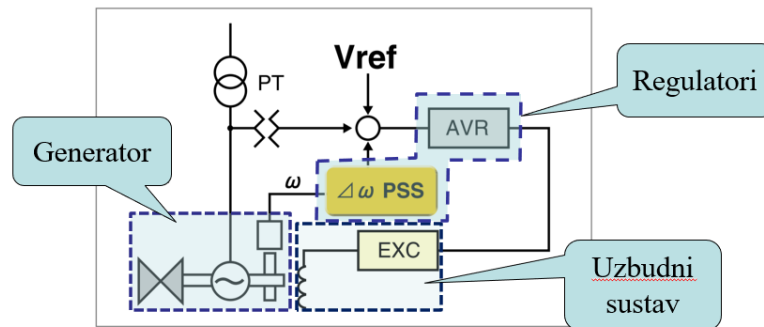 PT
Vref
Regulatori
AVR
Generator
ω
⊿ ω PSS
EXC
Uzbudni
sustav